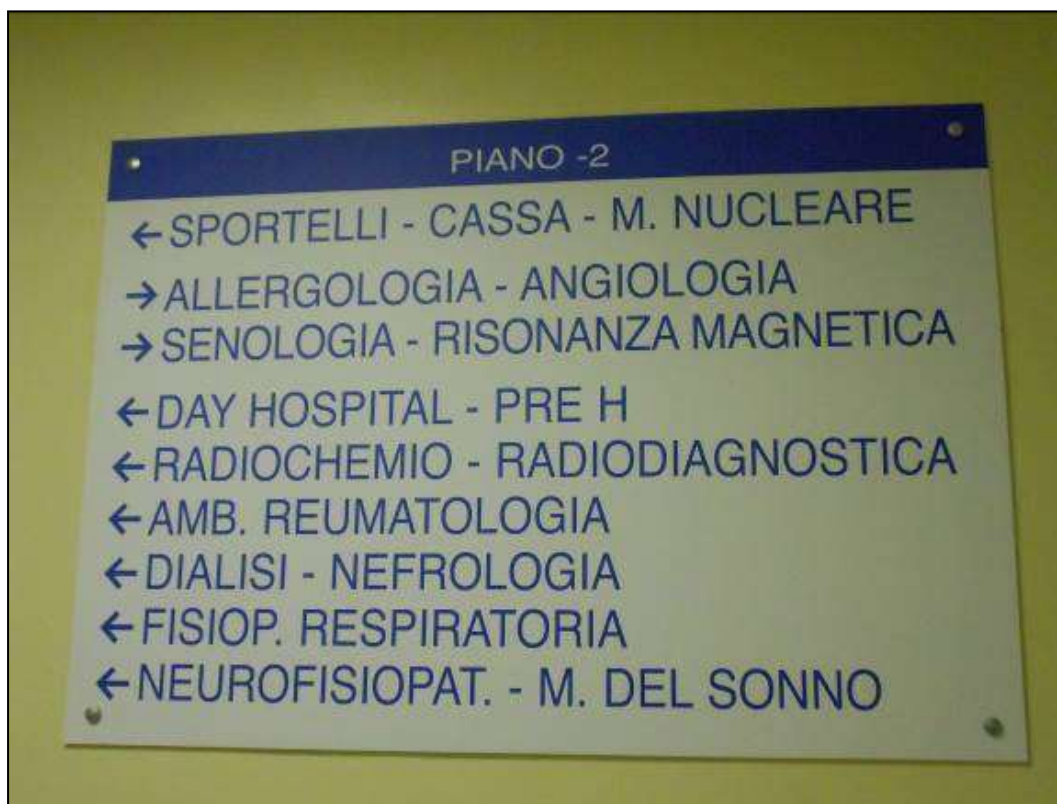 PIANO -2
← SPORTELLI - CASSA - M. NUCLEARE
→ ALLERGOLOGIA - ANGIOLOGIA
→ SENOLOGIA - RISONANZA MAGNETICA
← DAY HOSPITAL - PRE H
← RADIOCHEMIO - RADIODIAGNOSTICA
← AMB. REUMATOLOGIA
← DIALISI - NEFROLOGIA
← FISIOP. RESPIRATORIA
← NEUROFISIOPAT. - M. DEL SONNO